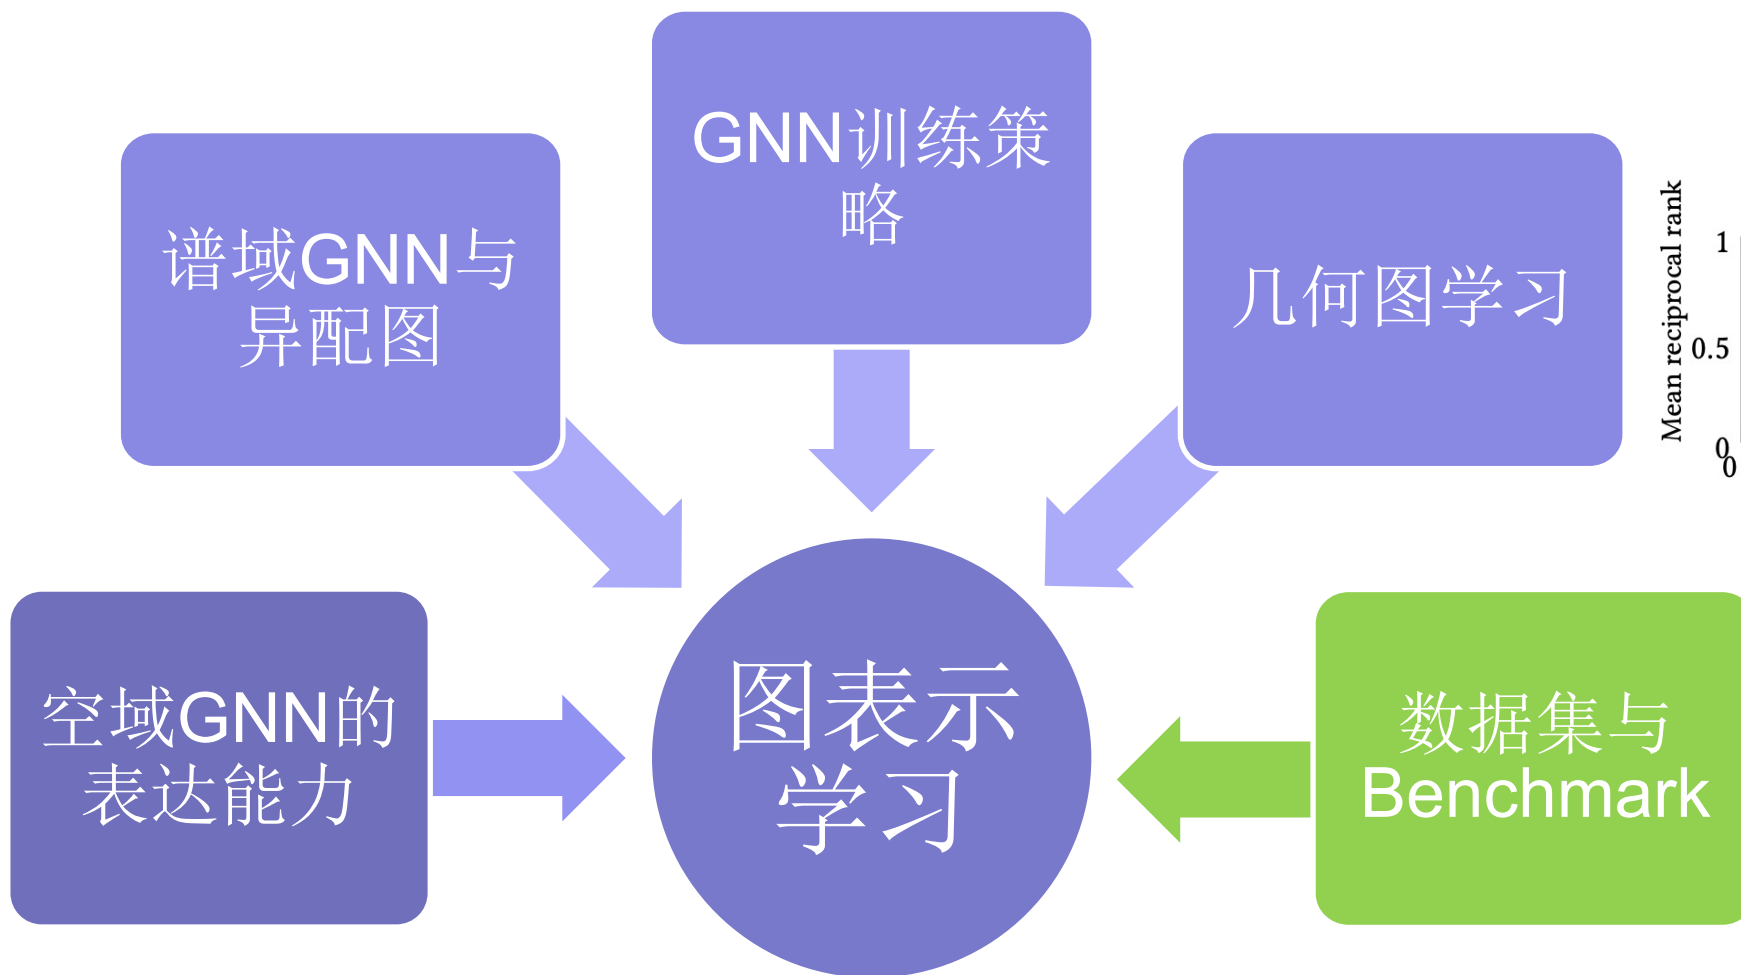 GNN训练策
略
谱域GNN与
异配图
几何图学习
Mean reciprocal rank
1
0.5
0
0
空域GNN的
表达能力
图表示
学习
数据集与
Benchmark